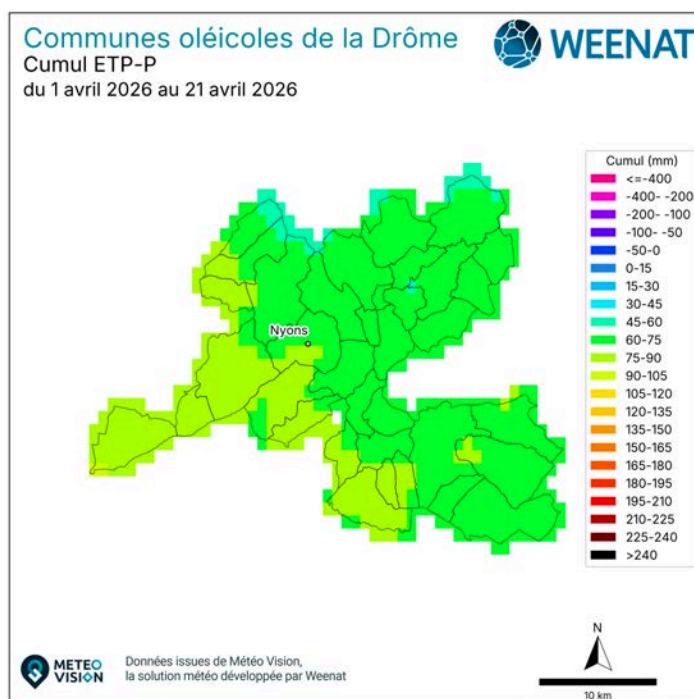 Communes oléicoles de la Drôme
Cumul ETP-P
du 1 avril 2026 au 21 avril 2026
WEENAT
Cumul (mm)
<=-400
-400- -200
-200- -100
-100- -50
-50-0
0-15
15-30
30-45
45-60
60-75
75-90
90-105
105-120
120-135
135-150
150-165
165-180
180-195
195-210
210-225
225-240
>240
Nyons
N
10 km
METEO
VISION
Données issues de Météo Vision,
la solution météo développée par Weenat